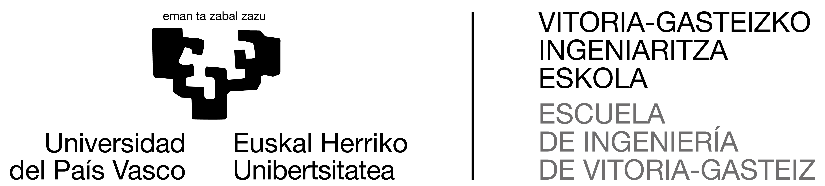 eman ta zabal zazu
Universidad
del País Vasco
Euskal Herriko
Unibertsitatea
VITORIA-GASTEIZKO
INGENIARITZA
ESKOLA
ESCUELA
DE INGENIERÍA
DE VITORIA-GASTEIZ